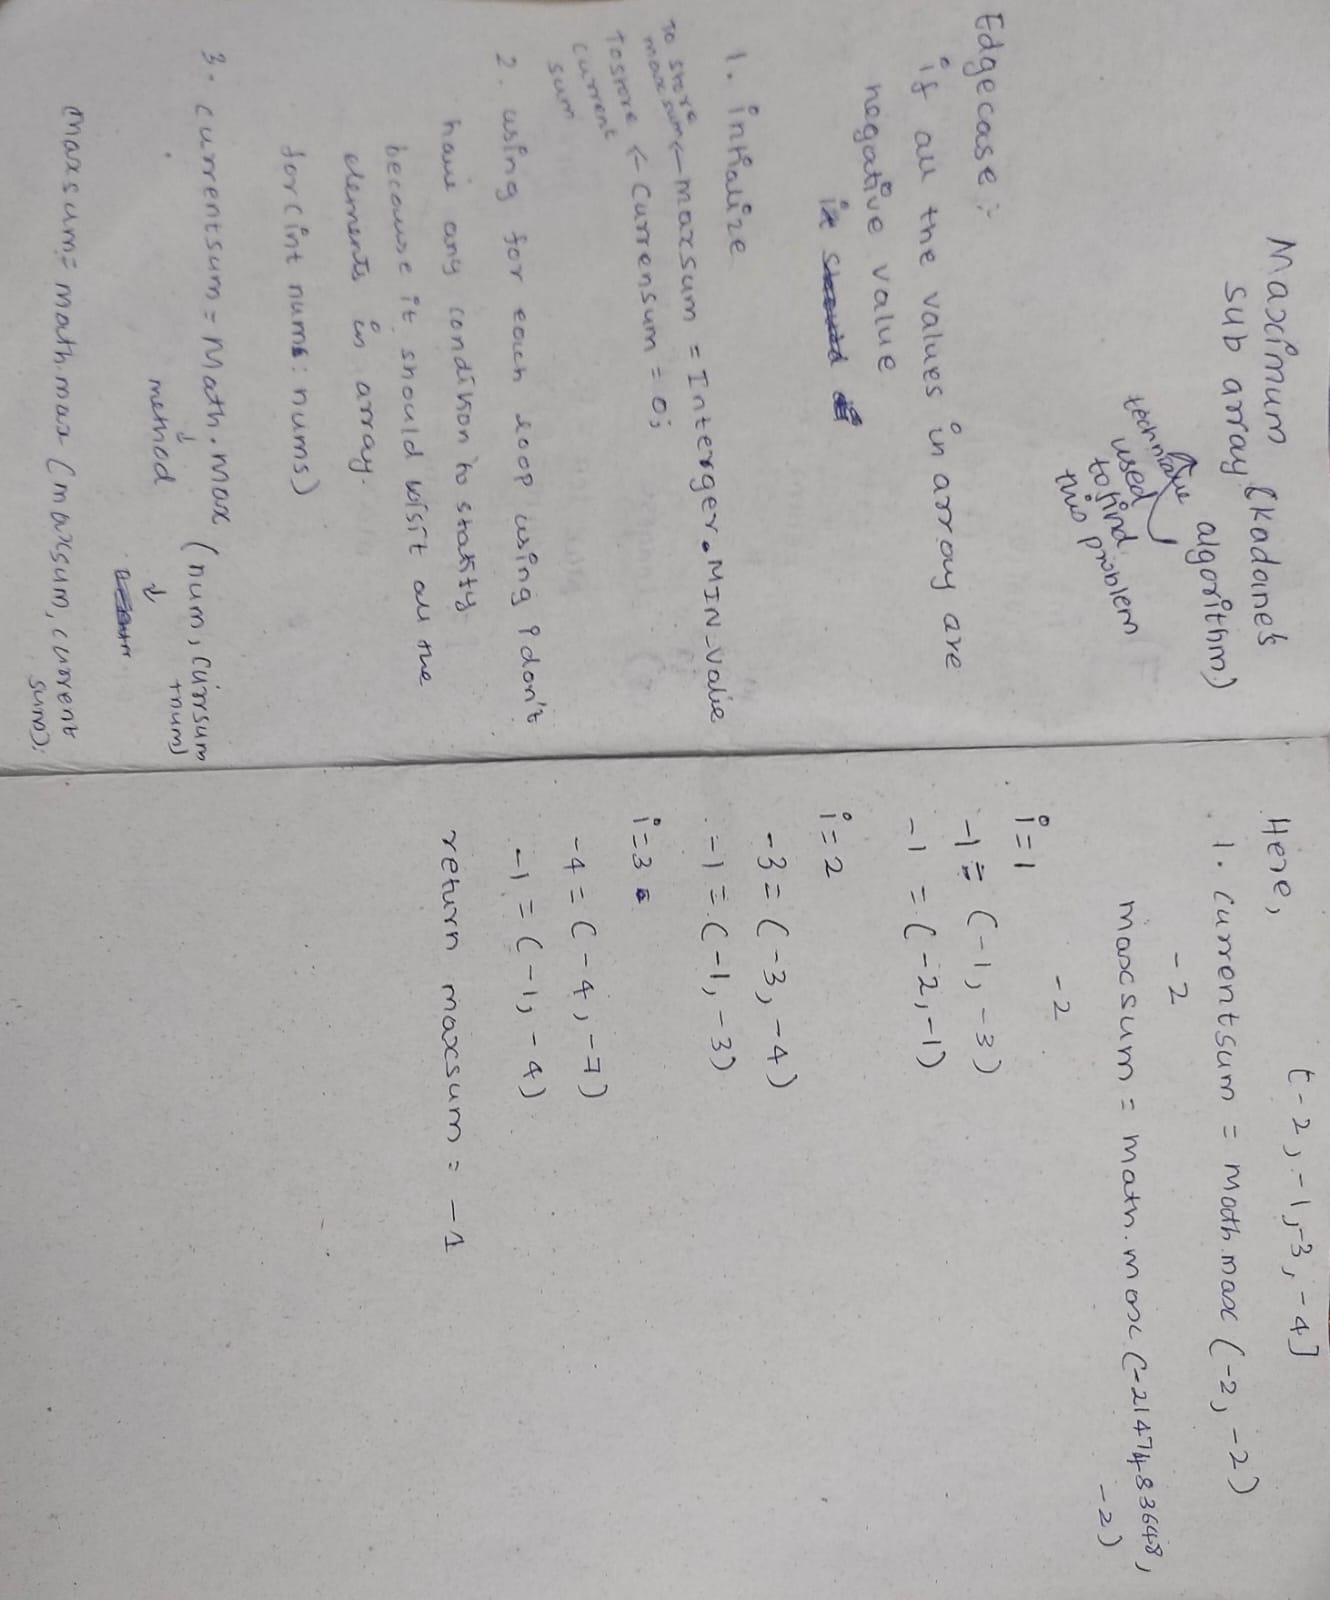 Maximum
sub array (Kadane's
algorithm)
technique
used
to find
this problem
Edgecase :-
if all the values in array are
negative value
1. intialize
To store
max sum ← maxsum = Interger.MIN_Value
To store ← Currensum = 0;
current
sum
2. using for each loop using i don't
have any condition to statify
because it should visit all the
elements in array.
for(int num: nums)
3. currentsum = Math.max (num, currsum
+num)
method
maxsum = math.max (maxsum, current
sum);
[-2, -1, -3, -4]
Here,
1. currentsum = math.max (-2, -2)
-2
maxsum = math.max (-2147483648,
-2)
-2
i=1
-1 = (-1, -3)
-1 = (-2, -1)
i=2
-3 = (-3, -4)
-1 = (-1, -3)
i=3
-4 = (-4, -7)
-1 = (-1, -4)
return maxsum = -1